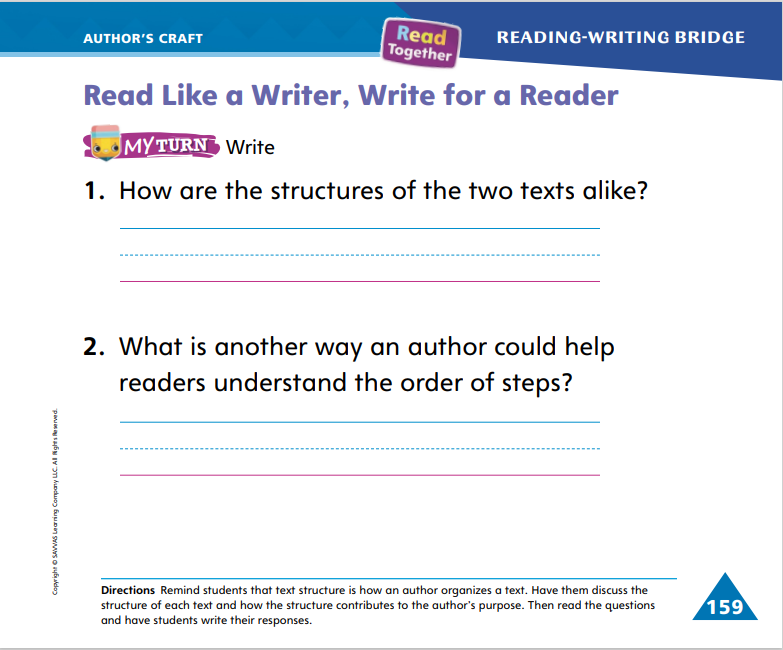 AUTHOR'S CRAFT
Read
Together
READING-WRITING BRIDGE
Read Like a Writer, Write for a Reader
MY TURN Write
1. How are the structures of the two texts alike?
2. What is another way an author could help
readers understand the order of steps?
Copyright © SAVVAS Learning Company LLC. All Rights Reserved.
Directions Remind students that text structure is how an author organizes a text. Have them discuss the
structure of each text and how the structure contributes to the author's purpose. Then read the questions
and have students write their responses.
159